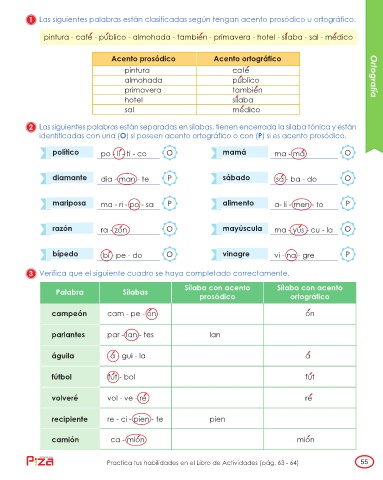 1 Las siguientes palabras están clasificadas según tengan acento prosódico u ortográfico.
pintura - café - público - almohada - también - primavera - hotel - sílaba - sal - médico
Acento prosódico Acento ortográfico
pintura café
almohada público
primavera también
hotel sílaba
sal médico
Ortografía
2 Las siguientes palabras están separadas en sílabas, tienen encerrada la sílaba tónica y están
identificadas con una (O) si poseen acento ortográfico o con (P) si es acento prosódico.
político po - lí - ti - co O mamá ma - má O
diamante dia - man - te P sábado sá - ba - do O
mariposa ma - ri - po - sa P alimento a - li - men - to P
razón ra - zón O mayúscula ma - yús - cu - la O
bípedo bí - pe - do O vinagre vi - na - gre P
3 Verifica que el siguiente cuadro se haya completado correctamente.
Palabra Sílabas Sílaba con acento prosódico Sílaba con acento ortográfico
campeón cam - pe - ón ón
parlantes par - lan - tes lan
águila á - gui - la á
fútbol fút - bol fút
volveré vol - ve - ré ré
recipiente re - ci - pien - te pien
camión ca - mión mión
Piza
Practica tus habilidades en el Libro de Actividades (pág. 63 - 64)
55